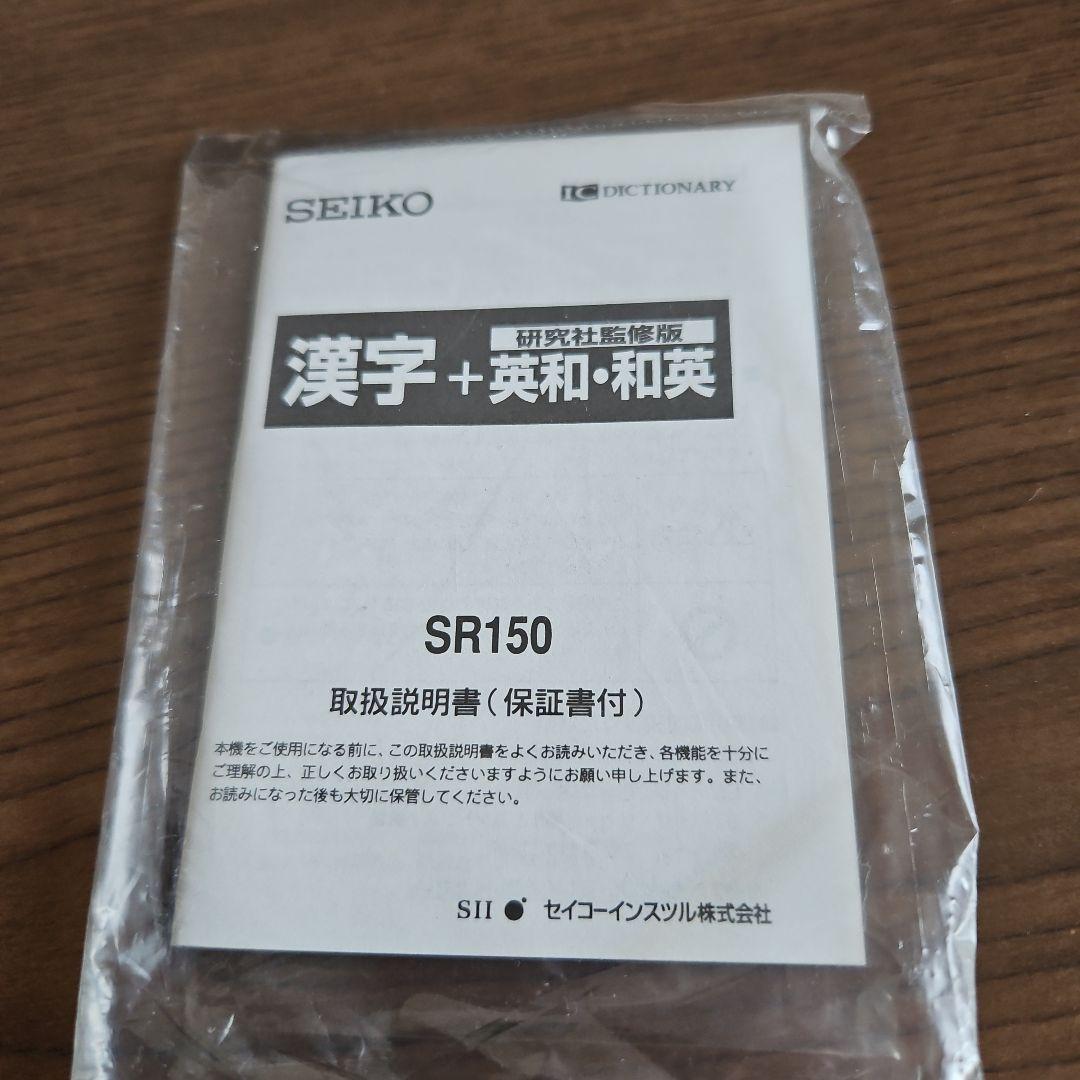 SEIKO
IC DICTIONARY
研究社監修版
漢字+英和・和英
SR150
取扱説明書(保証書付)
本機をご使用になる前に、この取扱説明書をよくお読みいただき、各機能を十分に
ご理解の上、正しくお取り扱いくださいますようにお願い申し上げます。また、
お読みになった後も大切に保管してください。
SII セイコーインスツル株式会社